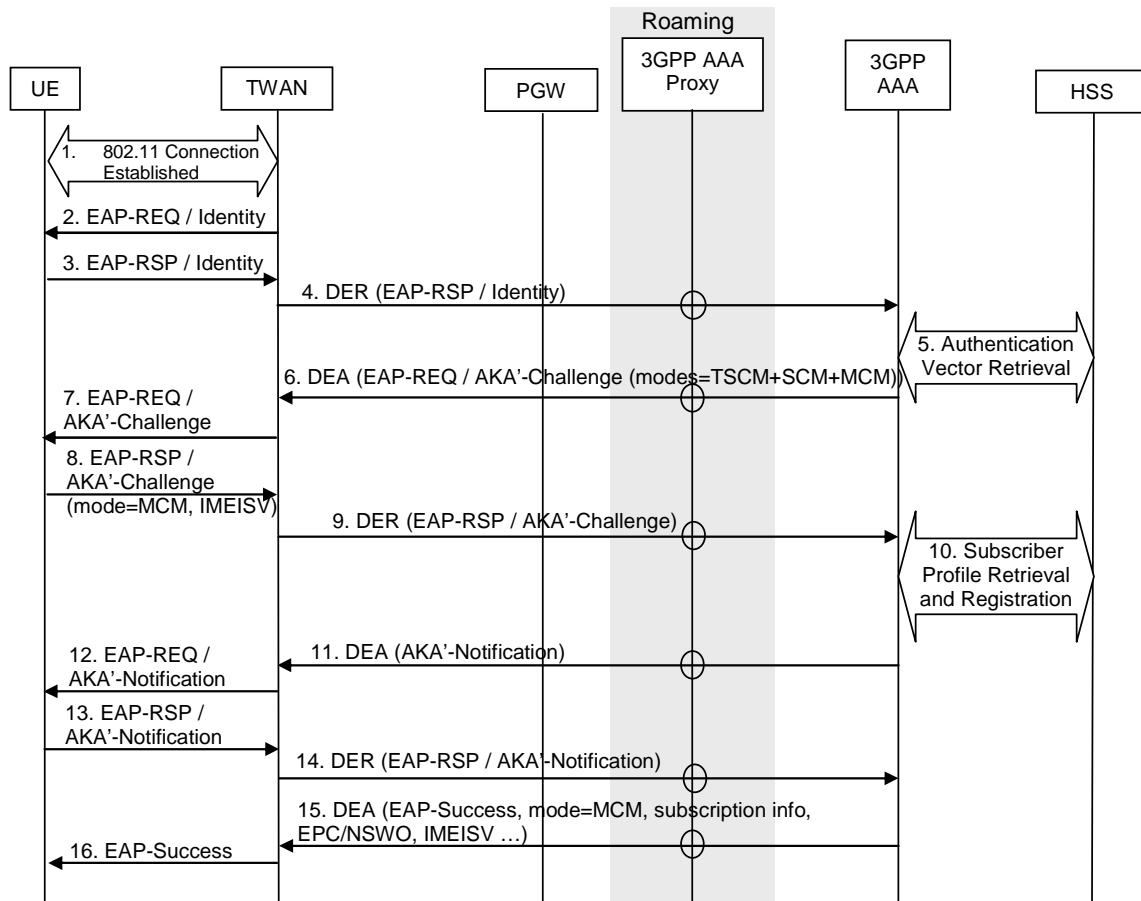 Roaming
UE
TWAN
PGW
3GPP AAA
Proxy
3GPP
AAA
HSS
1. 802.11 Connection
Established
2. EAP-REQ / Identity
3. EAP-RSP / Identity
4. DER (EAP-RSP / Identity)
5. Authentication
Vector Retrieval
6. DEA (EAP-REQ / AKA’-Challenge (modes=TSCM+SCM+MCM))
7. EAP-REQ /
AKA’-Challenge
8. EAP-RSP /
AKA’-Challenge
(mode=MCM, IMEISV)
9. DER (EAP-RSP / AKA’-Challenge)
10. Subscriber
Profile Retrieval
and Registration
11. DEA (AKA’-Notification)
12. EAP-REQ /
AKA’-Notification
13. EAP-RSP /
AKA’-Notification
14. DER (EAP-RSP / AKA’-Notification)
15. DEA (EAP-Success, mode=MCM, subscription info,
EPC/NSWO, IMEISV …)
16. EAP-Success